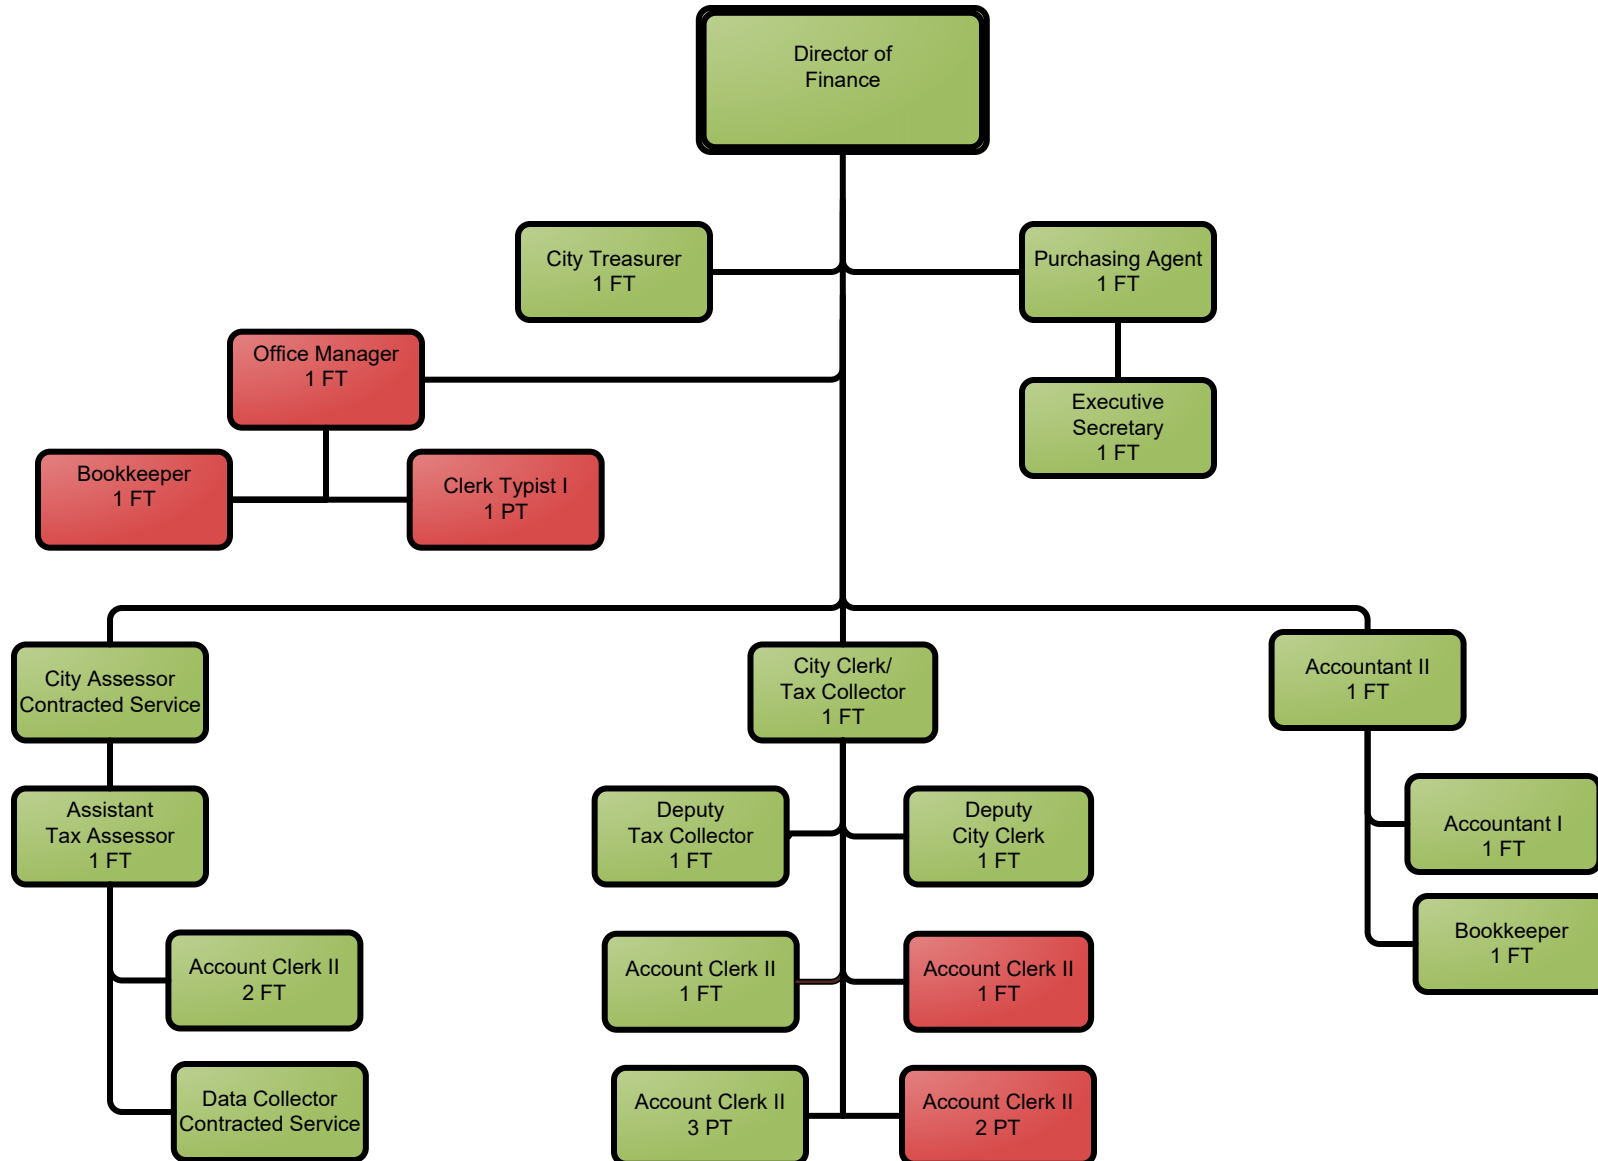 Director of
Finance
City Treasurer
1 FT
Purchasing Agent
1 FT
Office Manager
1 FT
Executive
Secretary
1 FT
Bookkeeper
1 FT
Clerk Typist I
1 PT
City Assessor
Contracted Service
City Clerk/
Tax Collector
1 FT
Accountant II
1 FT
Assistant
Tax Assessor
1 FT
Deputy
Tax Collector
1 FT
Deputy
City Clerk
1 FT
Accountant I
1 FT
Account Clerk II
2 FT
Account Clerk II
1 FT
Account Clerk II
1 FT
Bookkeeper
1 FT
Data Collector
Contracted Service
Account Clerk II
3 PT
Account Clerk II
2 PT